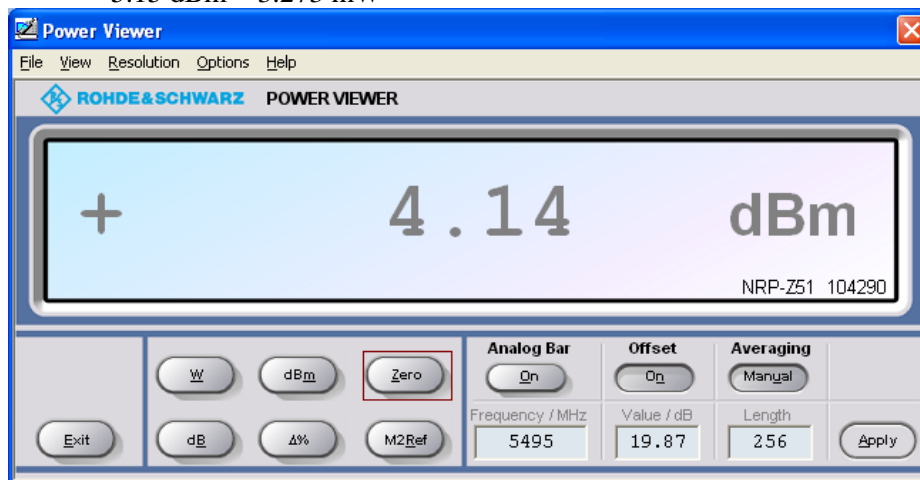 Power Viewer
File View Resolution Options Help
ROHDE&SCHWARZ POWER VIEWER
+ 4.14 dBm
NRP-Z51 104290
Analog Bar Offset Averaging
W dBm Zero On On Manual
Frequency / MHz Value / dB Length
Exit dB Δ% M2Ref 5495 19.87 256 Apply